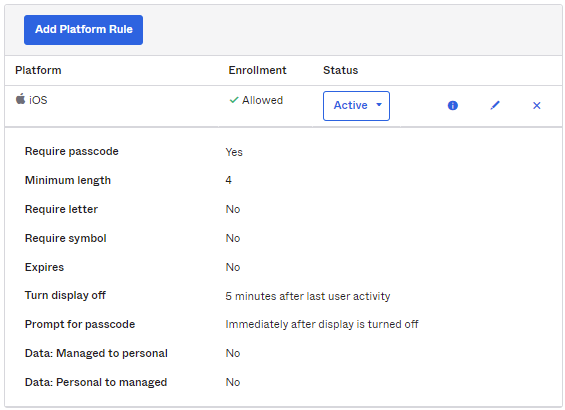 Add Platform Rule
Platform Enrollment Status
iOS Allowed Active
Require passcode Yes
Minimum length 4
Require letter No
Require symbol No
Expires No
Turn display off 5 minutes after last user activity
Prompt for passcode Immediately after display is turned off
Data: Managed to personal No
Data: Personal to managed No